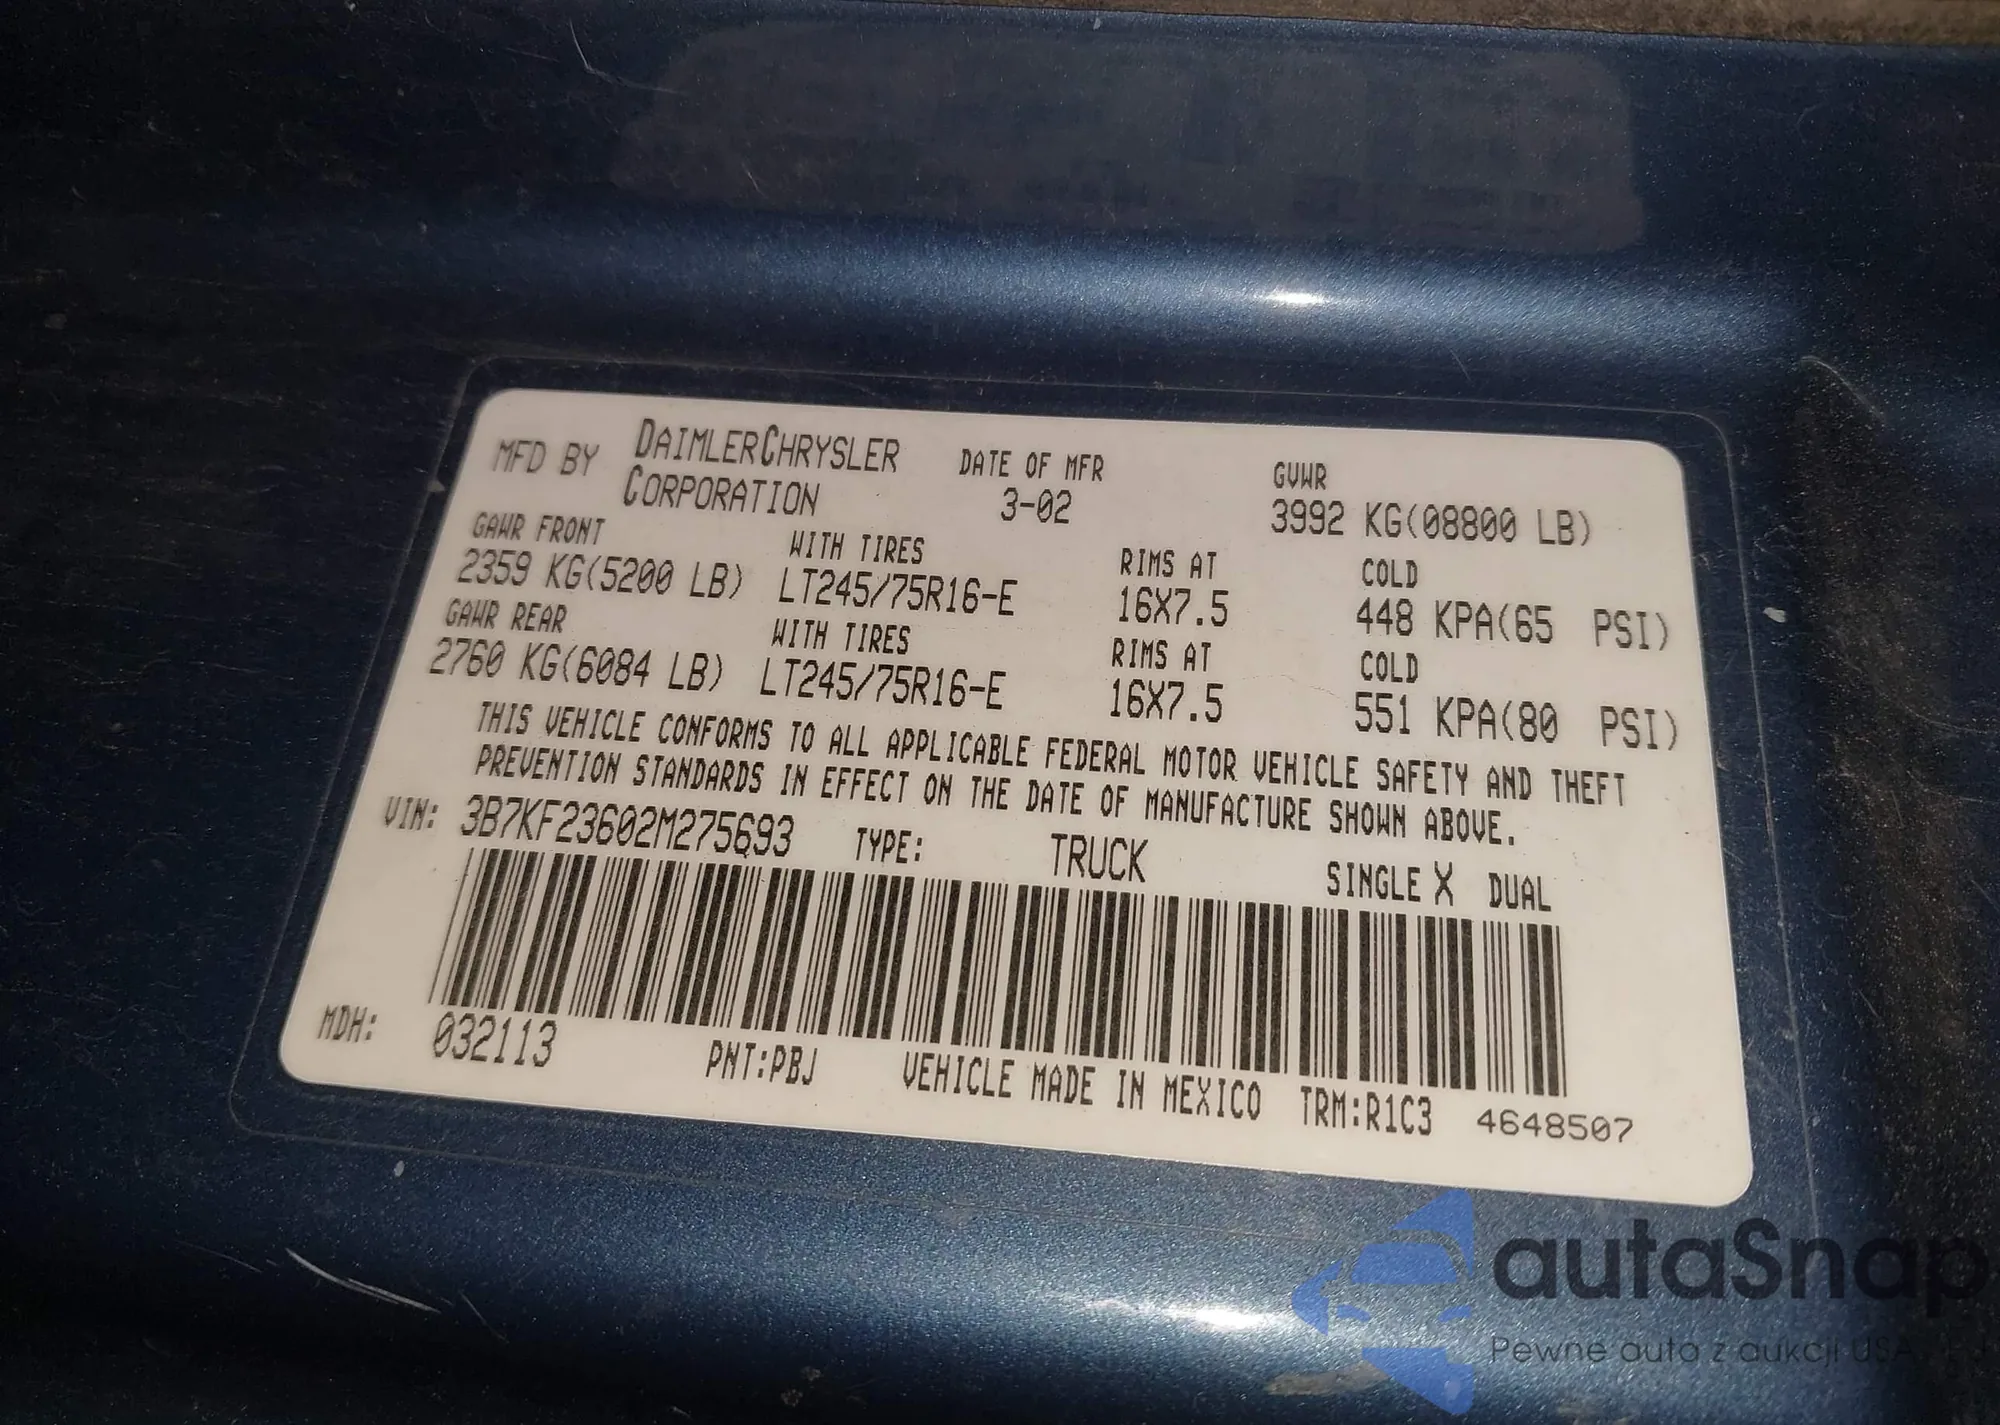 MFD BY DAIMLERCHRYSLER CORPORATION DATE OF MFR 3-02 GVWR 3992 KG(08800 LB)
GAWR FRONT WITH TIRES RIMS AT COLD
2359 KG(5200 LB) LT245/75R16-E 16X7.5 448 KPA(65 PSI)
GAWR REAR WITH TIRES RIMS AT COLD
2760 KG(6084 LB) LT245/75R16-E 16X7.5 551 KPA(80 PSI)
THIS VEHICLE CONFORMS TO ALL APPLICABLE FEDERAL MOTOR VEHICLE SAFETY AND THEFT
PREVENTION STANDARDS IN EFFECT ON THE DATE OF MANUFACTURE SHOWN ABOVE.
VIN: 3B7KF23602M275693 TYPE: TRUCK SINGLE X DUAL
MDH: 032113 PNT:PBJ VEHICLE MADE IN MEXICO TRM:R1C3 4648507
autaSnap
Pewne auta z aukcji USA